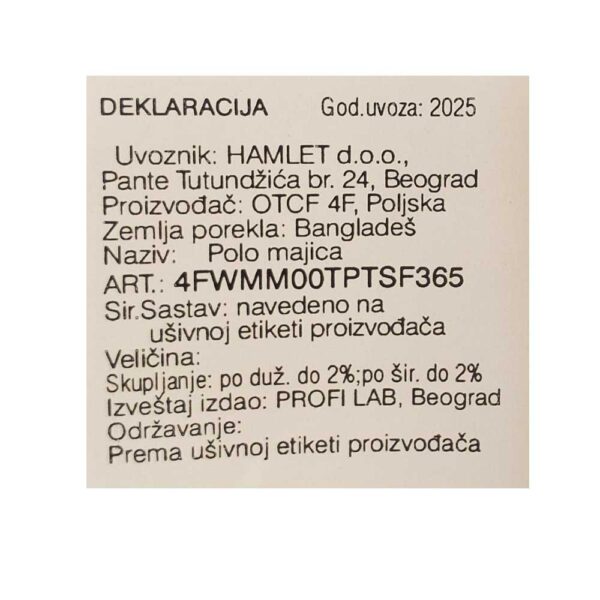 DEKLARACIJA God.uvoza: 2025
Uvoznik: HAMLET d.o.o.,
Pante Tutundžića br. 24, Beograd
Proizvođač: OTCF 4F, Poljska
Zemlja porekla: Bangladeš
Naziv: Polo majica
ART.: 4FWMM00TPTSF365
Sir.Sastav: navedeno na
ušivnoj etiketi proizvođača
Veličina:
Skupljanje: po duž. do 2%;po šir. do 2%
Izveštaj izdao: PROFI LAB, Beograd
Održavanje:
Prema ušivnoj etiketi proizvođača